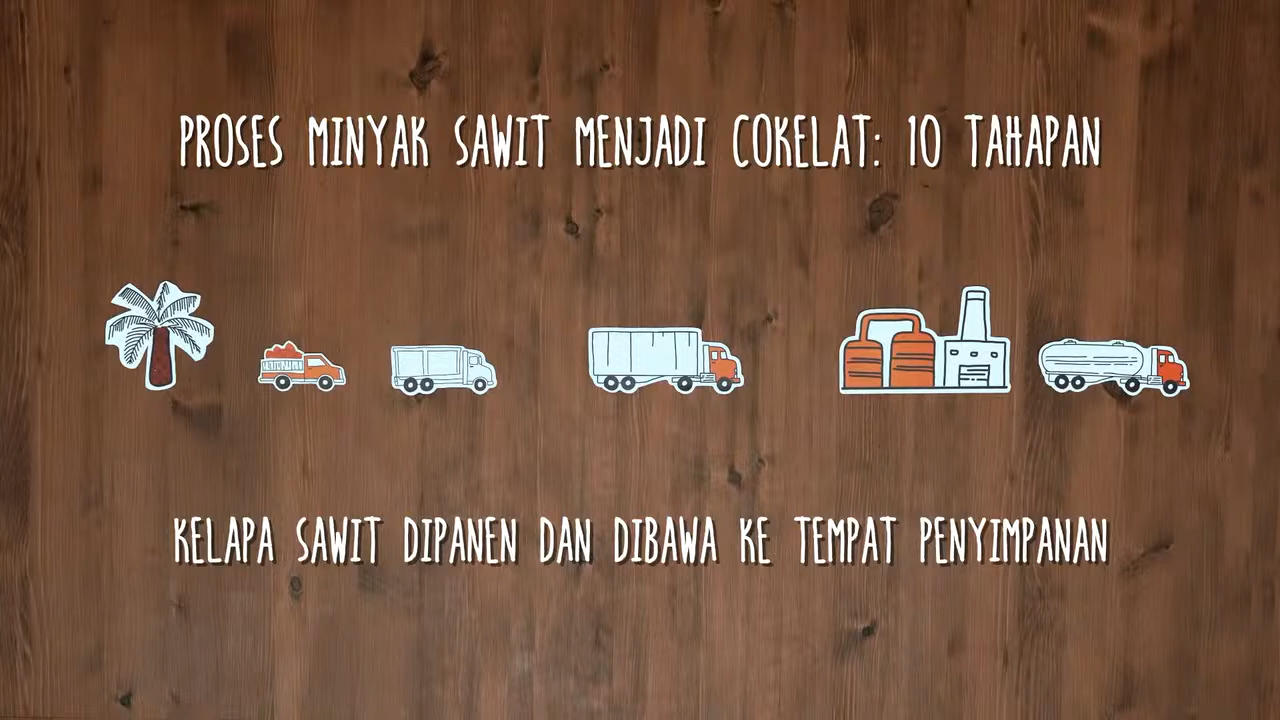 PROSES MINYAK SAWIT MENJADI COKELAT: 10 TAHAPAN
KELAPA SAWIT DIPANEN DAN DIBAWA KE TEMPAT PENYIMPANAN